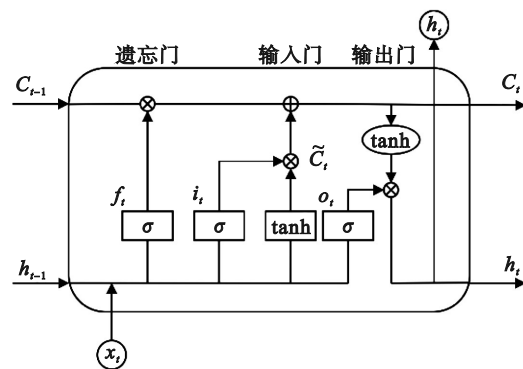 h_t
遗忘门 输入门 输出门
C_{t-1} C_t
tanh
C̃_t
f_t i_t o_t
σ σ tanh σ
h_{t-1} h_t
x_t